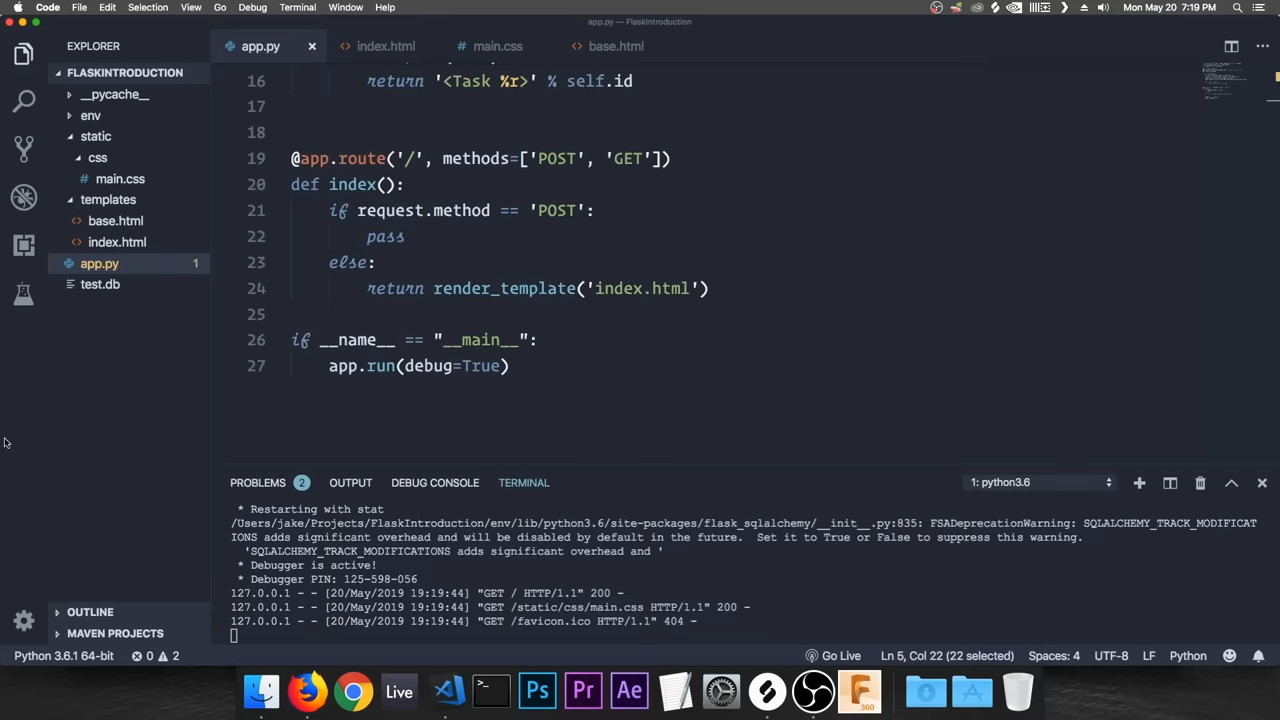 Code File Edit Selection View Go Debug Terminal Window Help Mon May 20 7:19 PM
app.py — FlaskIntroduction
EXPLORER
FLASKINTRODUCTION
__pycache__
env
static
css
main.css
templates
base.html
index.html
app.py 1
test.db
OUTLINE
MAVEN PROJECTS
app.py index.html main.css base.html
16 return '<Task %r>' % self.id
17
18
19 @app.route('/', methods=['POST', 'GET'])
20 def index():
21 if request.method == 'POST':
22 pass
23 else:
24 return render_template('index.html')
25
26 if __name__ == "__main__":
27 app.run(debug=True)
PROBLEMS 2 OUTPUT DEBUG CONSOLE TERMINAL 1: python3.6
* Restarting with stat
/Users/jake/Projects/FlaskIntroduction/env/lib/python3.6/site-packages/flask_sqlalchemy/__init__.py:835: FSADeprecationWarning: SQLALCHEMY_TRACK_MODIFICAT
IONS adds significant overhead and will be disabled by default in the future. Set it to True or False to suppress this warning.
'SQLALCHEMY_TRACK_MODIFICATIONS adds significant overhead and '
* Debugger is active!
* Debugger PIN: 125-598-056
127.0.0.1 - - [20/May/2019 19:19:44] "GET / HTTP/1.1" 200 -
127.0.0.1 - - [20/May/2019 19:19:44] "GET /static/css/main.css HTTP/1.1" 200 -
127.0.0.1 - - [20/May/2019 19:19:44] "GET /favicon.ico HTTP/1.1" 404 -
Python 3.6.1 64-bit 0 2 Go Live Ln 5, Col 22 (22 selected) Spaces: 4 UTF-8 LF Python
Live >_ Ps Pr Ae F 360